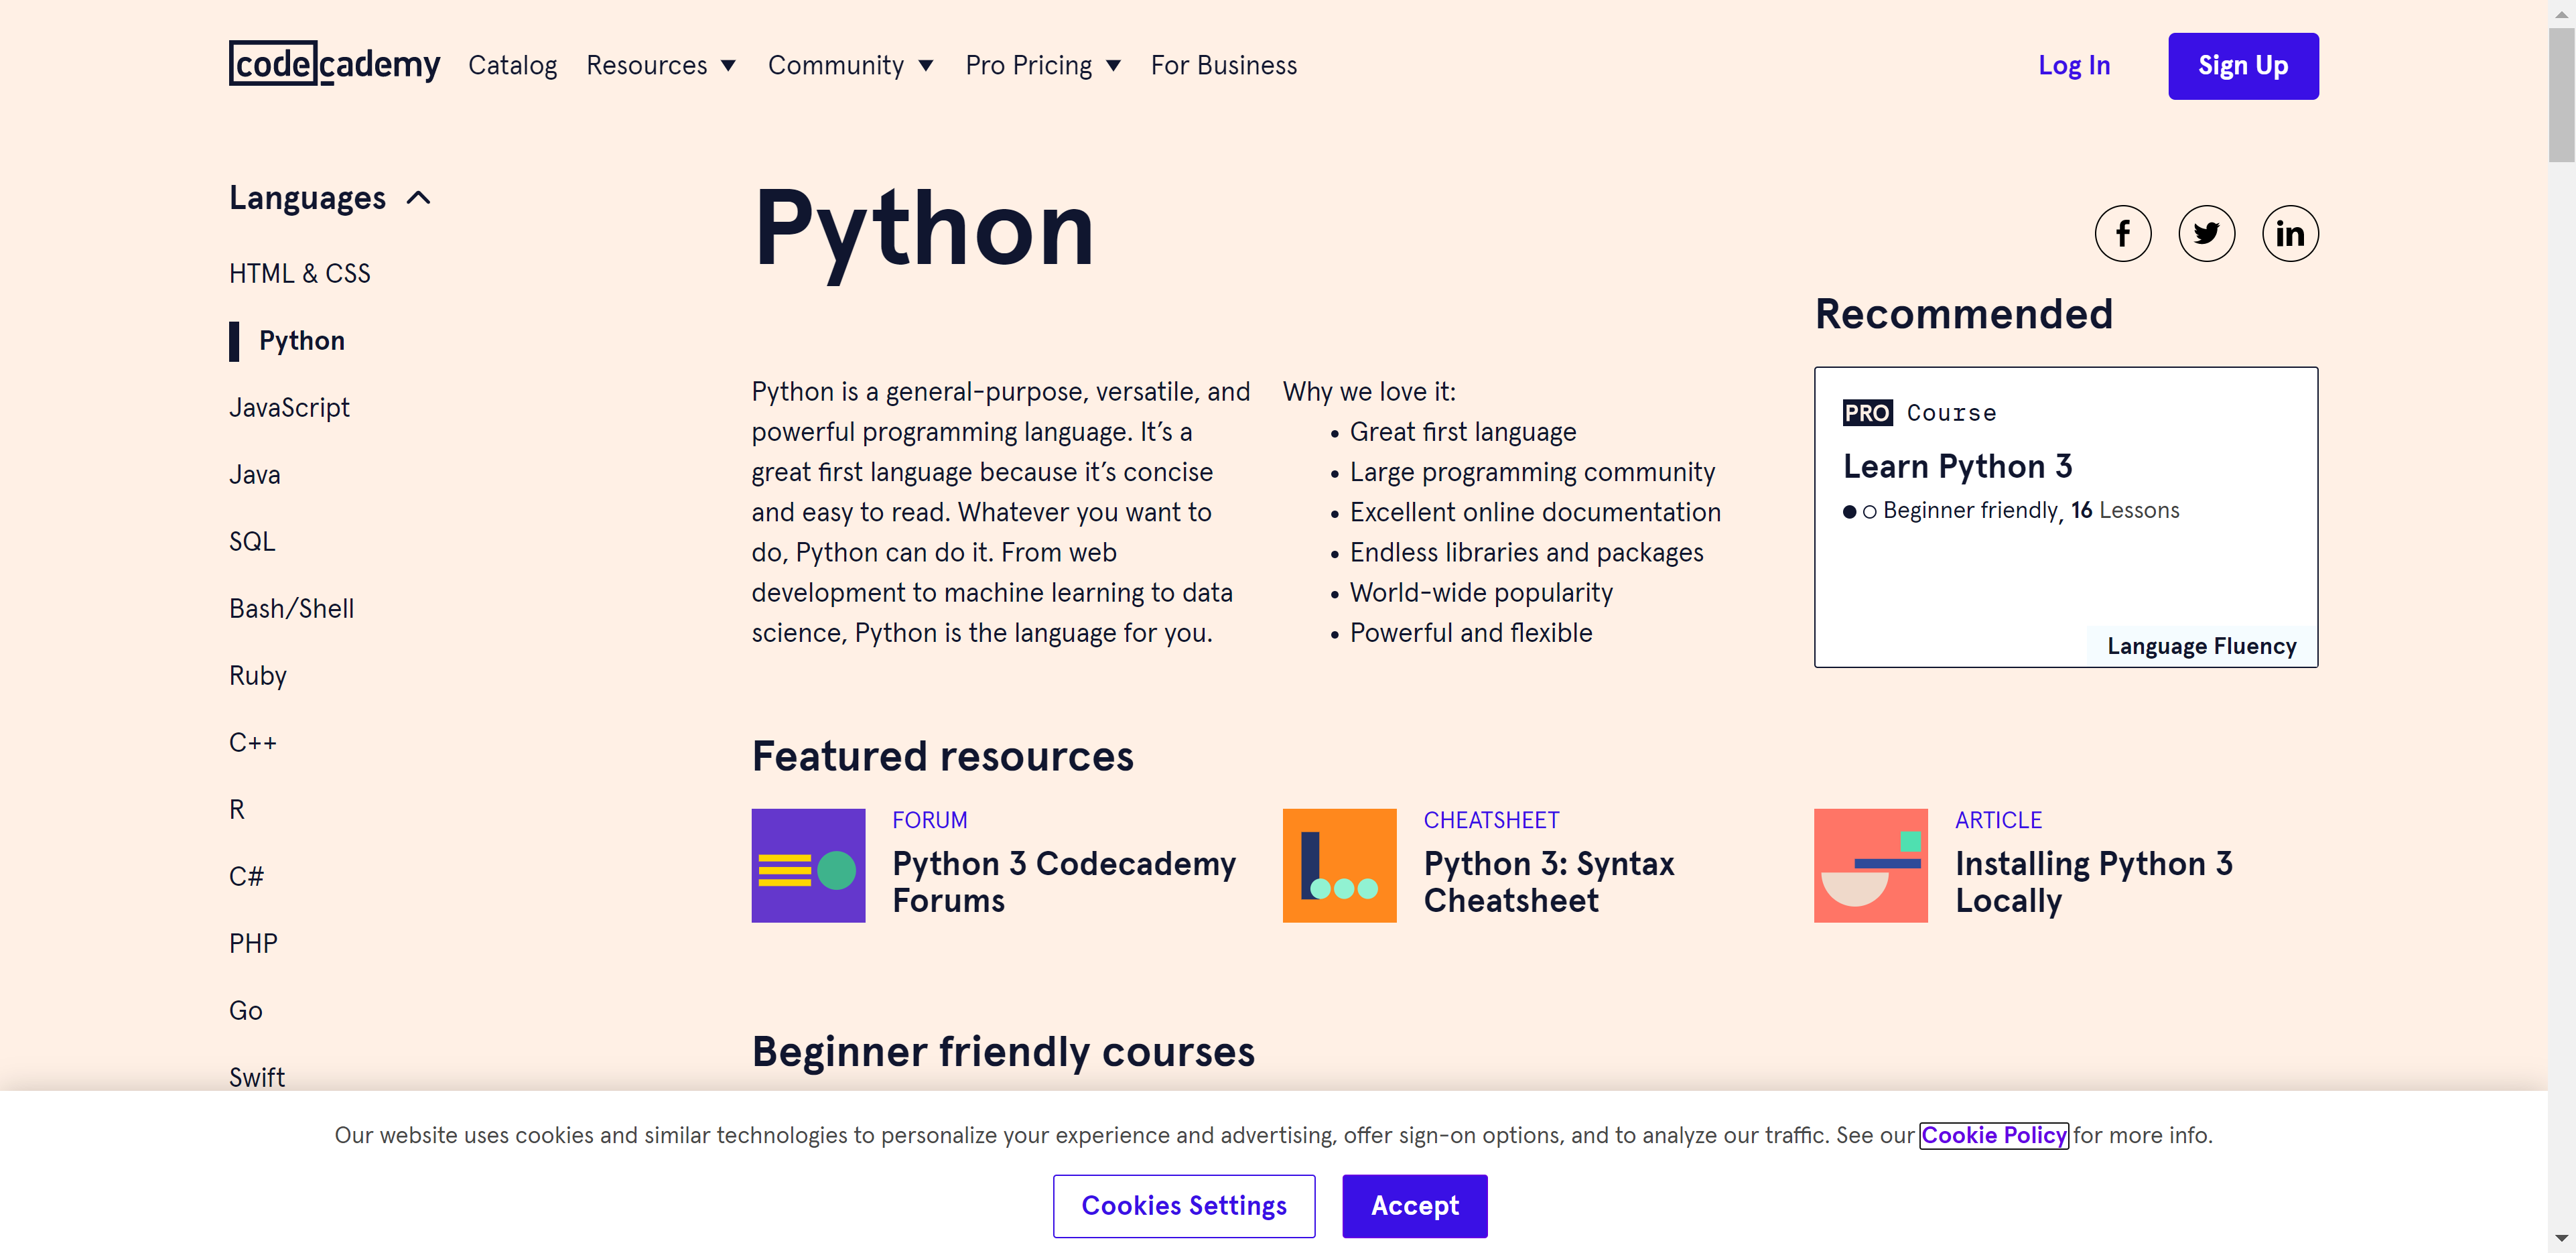 codecademy Catalog Resources Community Pro Pricing For Business Log In Sign Up
Languages
HTML & CSS
Python
JavaScript
Java
SQL
Bash/Shell
Ruby
C++
R
C#
PHP
Go
Swift
Python
Python is a general-purpose, versatile, and
powerful programming language. It’s a
great first language because it’s concise
and easy to read. Whatever you want to
do, Python can do it. From web
development to machine learning to data
science, Python is the language for you.
Why we love it:
• Great first language
• Large programming community
• Excellent online documentation
• Endless libraries and packages
• World-wide popularity
• Powerful and flexible
Recommended
PRO Course
Learn Python 3
Beginner friendly, 16 Lessons
Language Fluency
Featured resources
FORUM
Python 3 Codecademy
Forums
CHEATSHEET
Python 3: Syntax
Cheatsheet
ARTICLE
Installing Python 3
Locally
Beginner friendly courses
Our website uses cookies and similar technologies to personalize your experience and advertising, offer sign-on options, and to analyze our traffic. See our Cookie Policy for more info.
Cookies Settings Accept